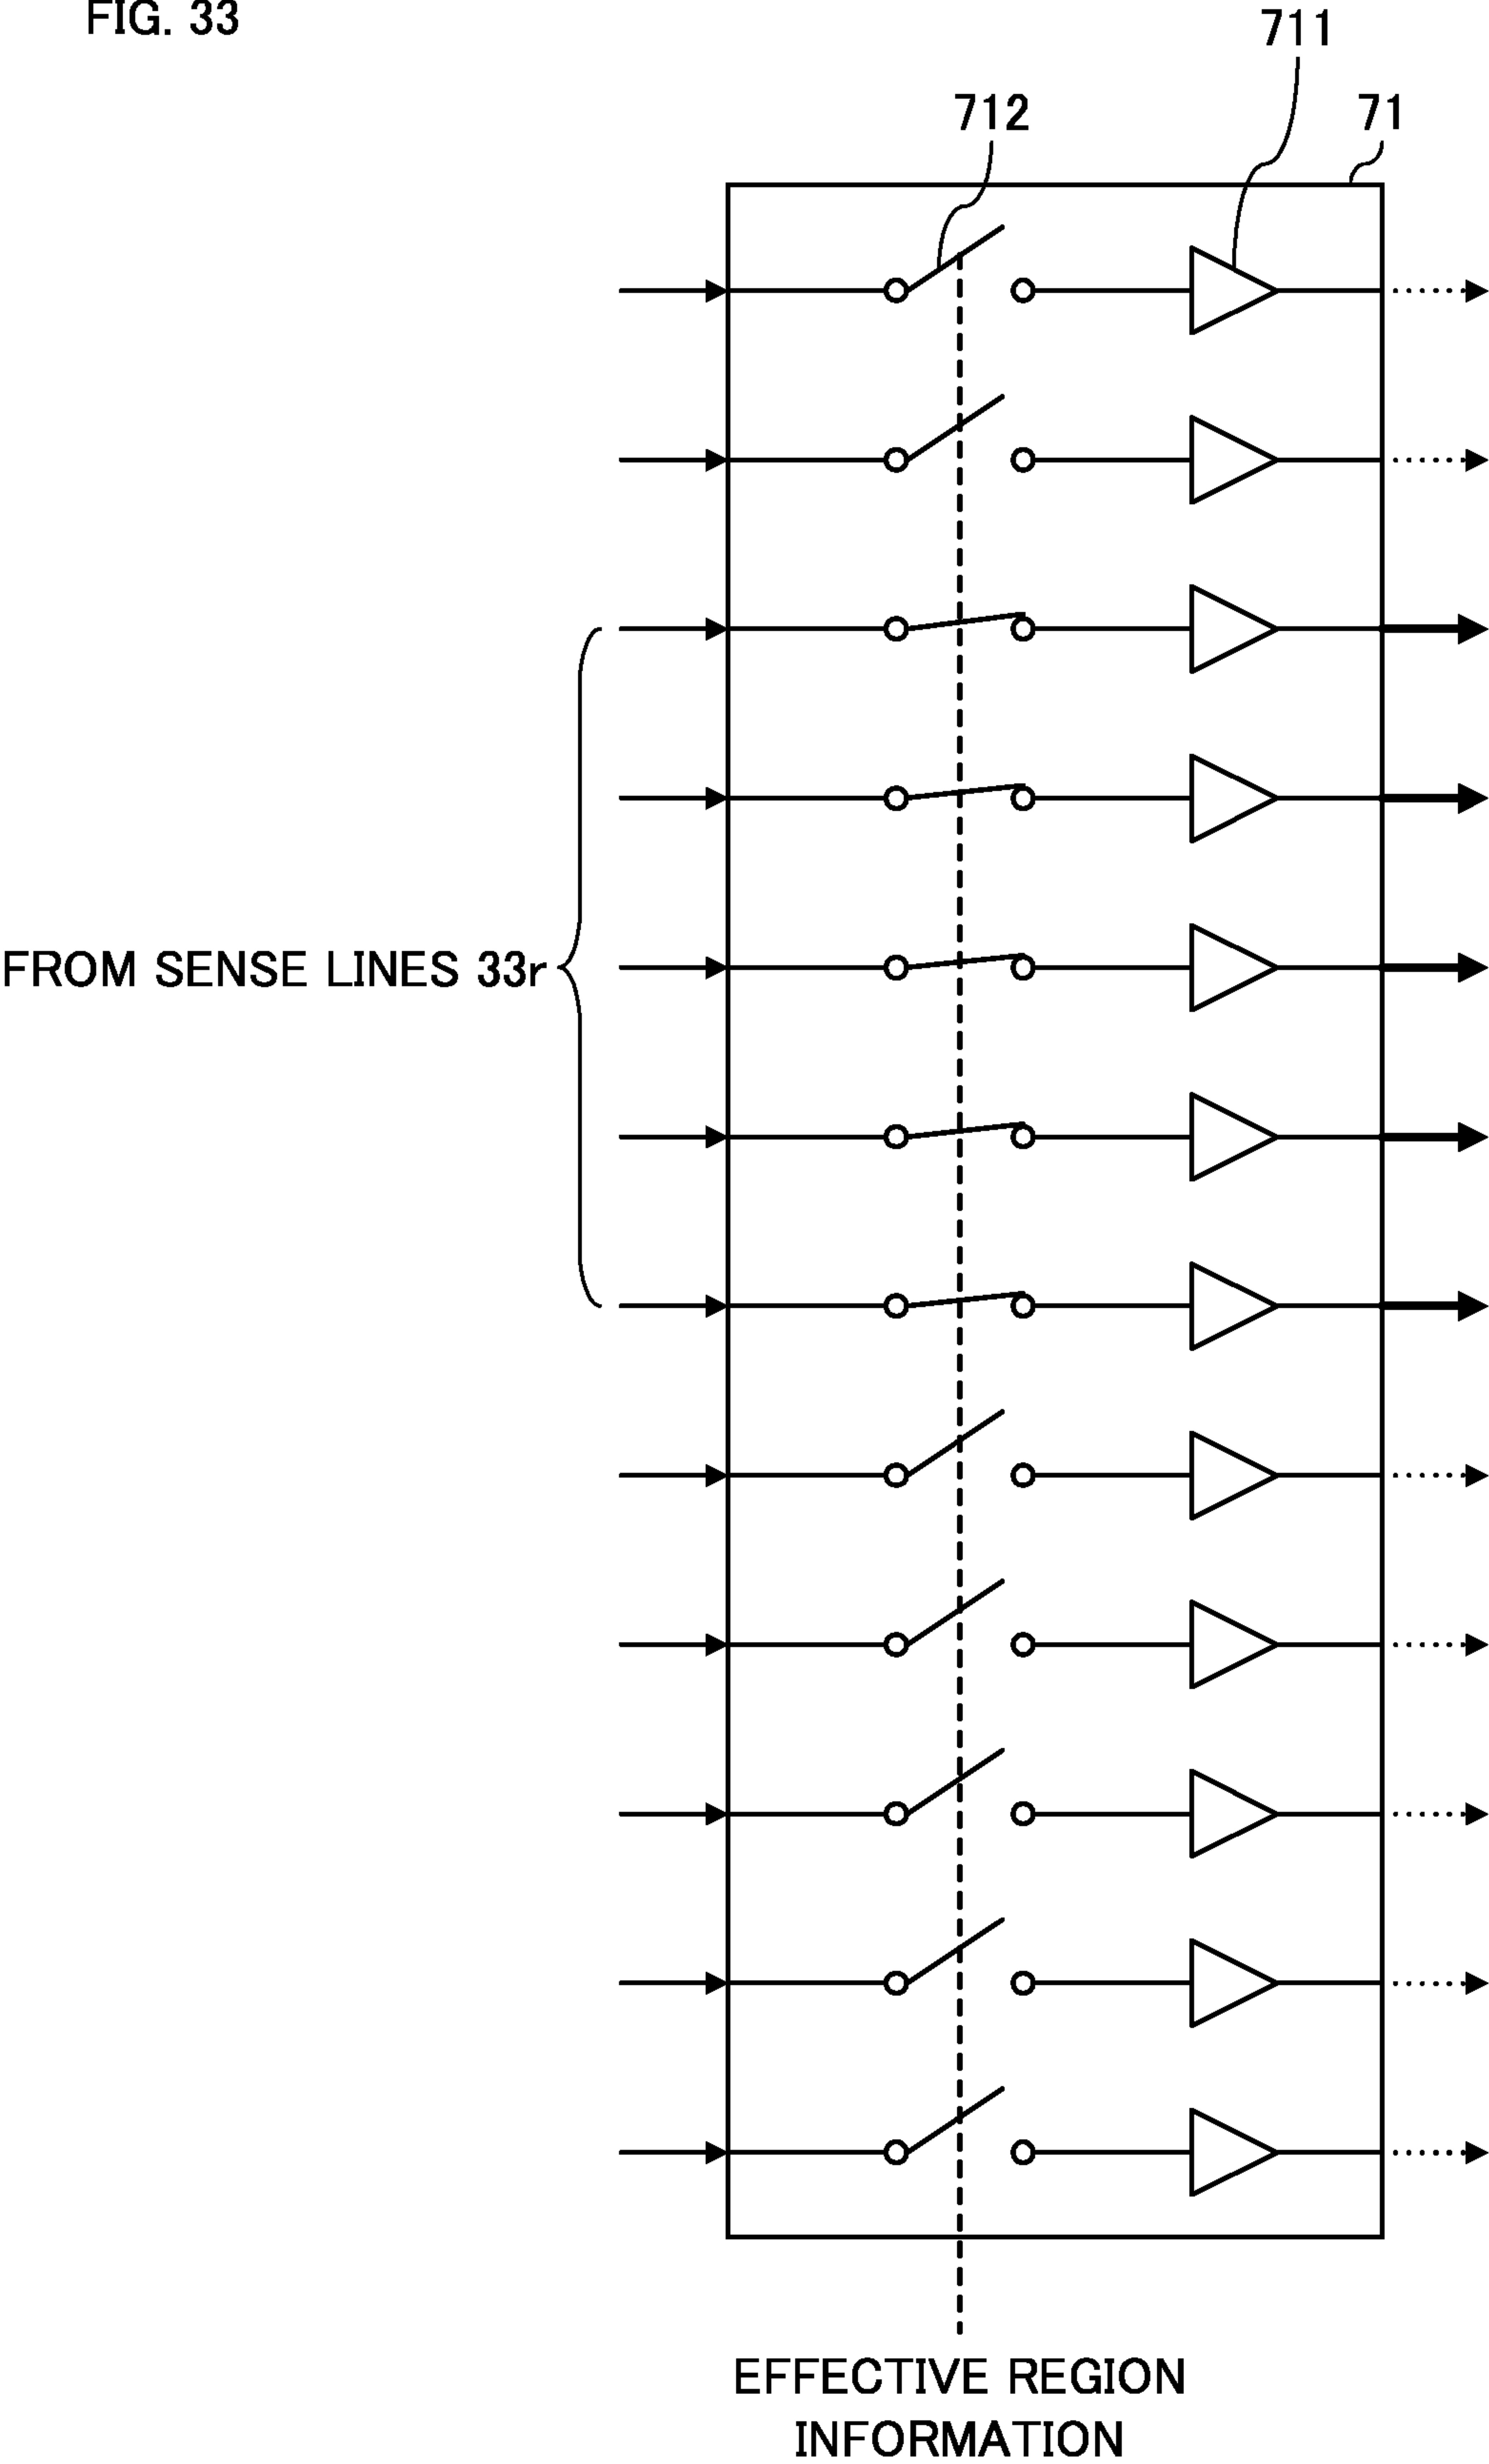 FIG. 33
711
712
71
FROM SENSE LINES 33r
EFFECTIVE REGION
INFORMATION